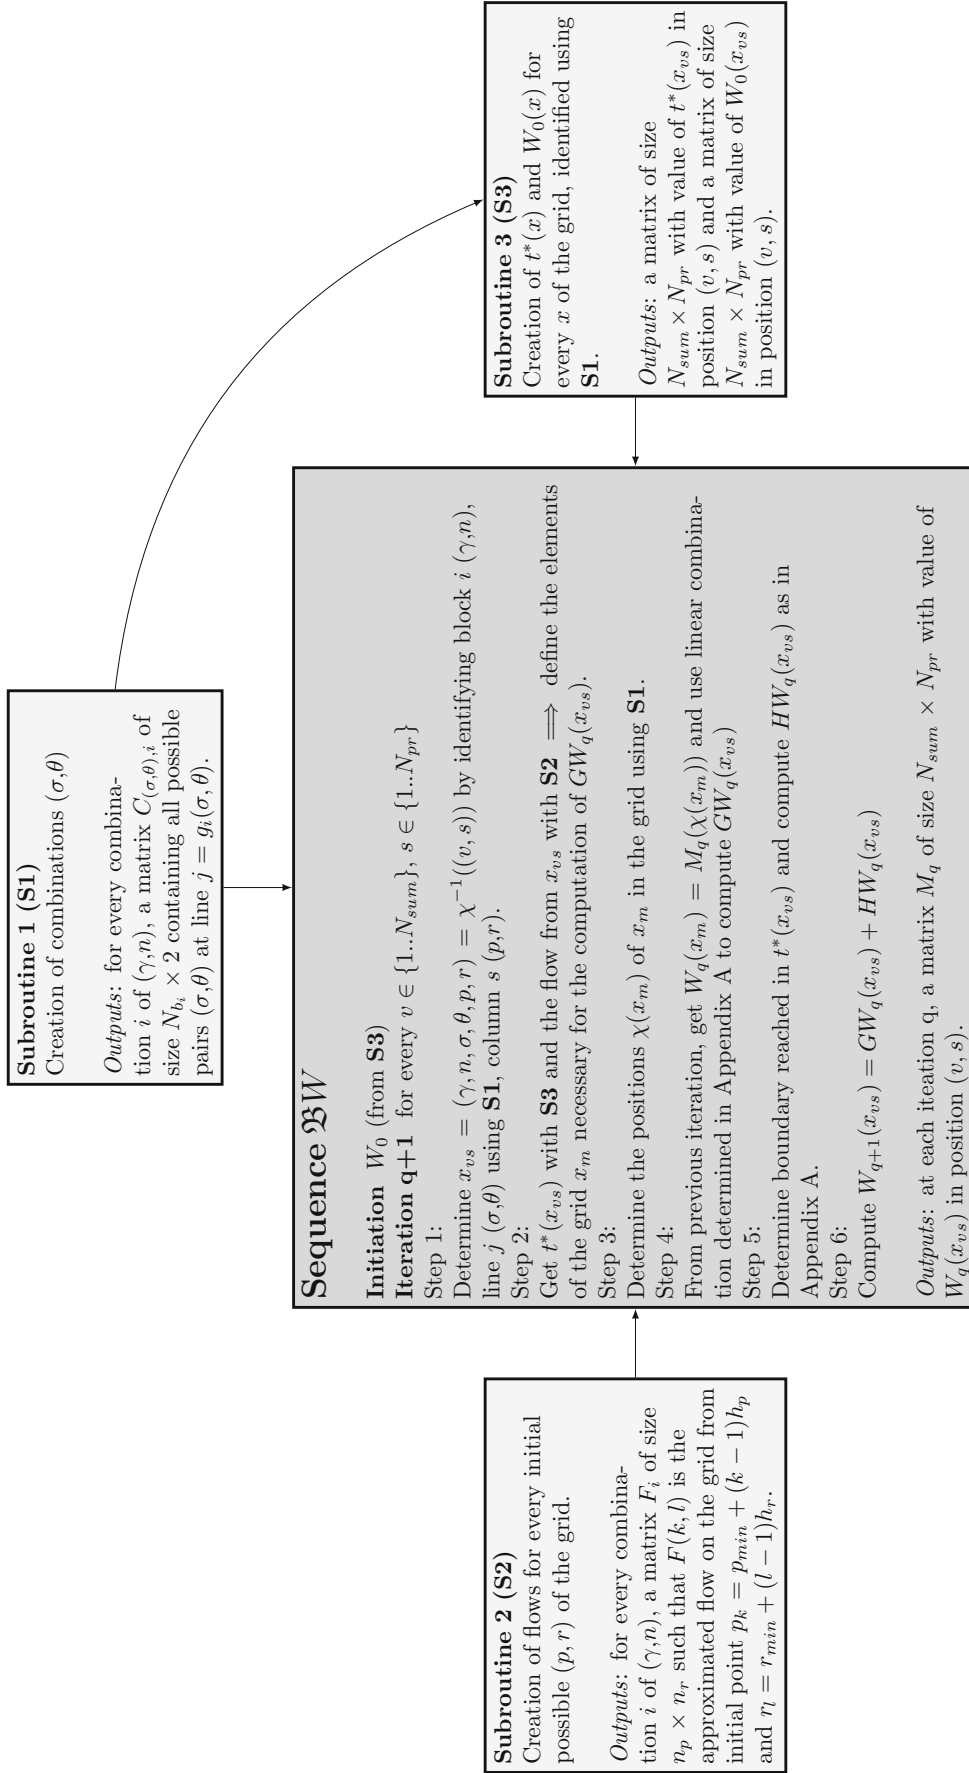 Subroutine 1 (S1)
Creation of combinations (σ,θ)
Outputs: for every combina-
tion i of (γ,n), a matrix C_{(σ,θ),i} of
size N_{b_i} × 2 containing all possible
pairs (σ,θ) at line j = g_i(σ, θ).
Subroutine 2 (S2)
Creation of flows for every initial
possible (p, r) of the grid.
Outputs: for every combina-
tion i of (γ,n), a matrix F_i of size
n_p × n_r such that F(k, l) is the
approximated flow on the grid from
initial point p_k = p_{min} + (k − 1)h_p
and r_l = r_{min} + (l − 1)h_r.
Sequence 𝔅W
Initiation W_0 (from S3)
Iteration q+1 for every v ∈ {1..N_{sum}}, s ∈ {1..N_{pr}}
Step 1:
Determine x_{vs} = (γ, n, σ, θ, p, r) = χ^{−1}((v, s)) by identifying block i (γ,n),
line j (σ,θ) using S1, column s (p,r).
Step 2:
Get t*(x_{vs}) with S3 and the flow from x_{vs} with S2 ⟹ define the elements
of the grid x_m necessary for the computation of GW_q(x_{vs}).
Step 3:
Determine the positions χ(x_m) of x_m in the grid using S1.
Step 4:
From previous iteration, get W_q(x_m) = M_q(χ(x_m)) and use linear combina-
tion determined in Appendix A to compute GW_q(x_{vs})
Step 5:
Determine boundary reached in t*(x_{vs}) and compute HW_q(x_{vs}) as in
Appendix A.
Step 6:
Compute W_{q+1}(x_{vs}) = GW_q(x_{vs}) + HW_q(x_{vs})
Outputs: at each iteation q, a matrix M_q of size N_{sum} × N_{pr} with value of
W_q(x_{vs}) in position (v, s).
Subroutine 3 (S3)
Creation of t*(x) and W_0(x) for
every x of the grid, identified using
S1.
Outputs: a matrix of size
N_{sum} × N_{pr} with value of t*(x_{vs}) in
position (v, s) and a matrix of size
N_{sum} × N_{pr} with value of W_0(x_{vs})
in position (v, s).